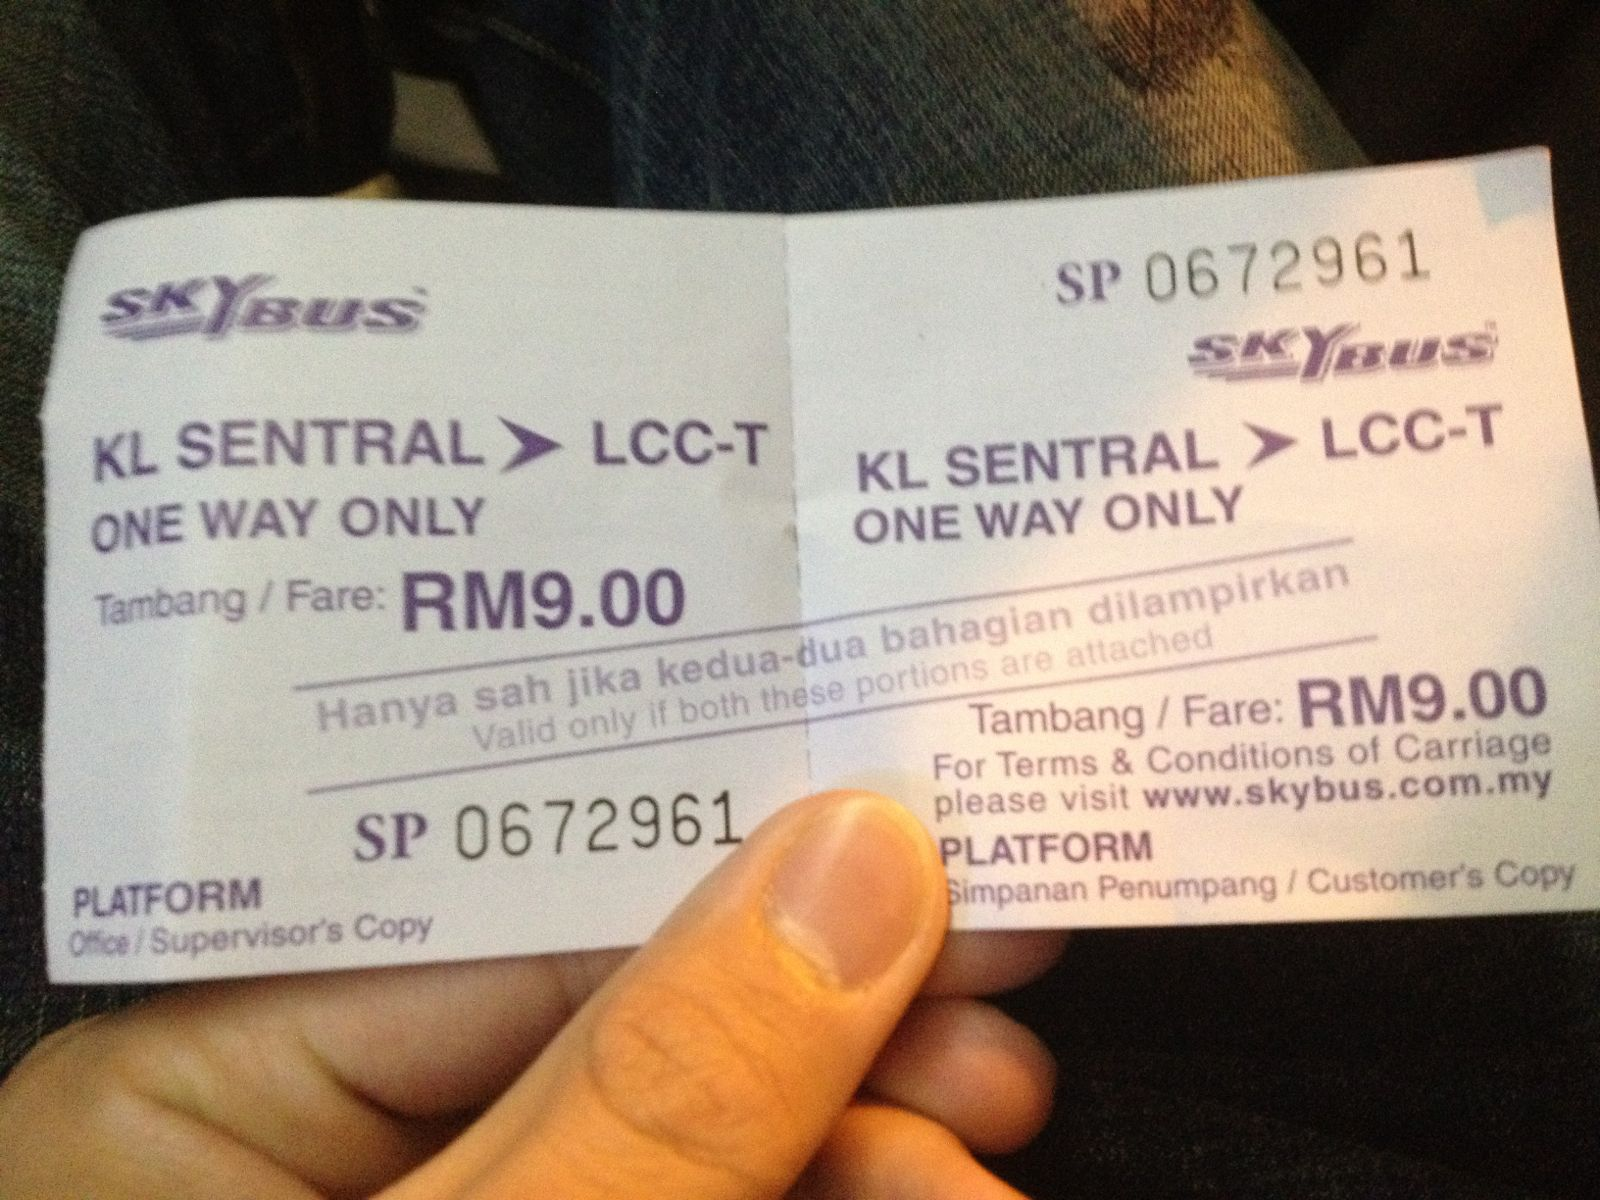 SKYBUS
KL SENTRAL ➤ LCC-T
ONE WAY ONLY
Tambang / Fare: RM9.00
SP 0672961
PLATFORM
Office / Supervisor's Copy
Hanya sah jika kedua-dua bahagian dilampirkan
Valid only if both these portions are attached
SP 0672961
SKYBUS
KL SENTRAL ➤ LCC-T
ONE WAY ONLY
Tambang / Fare: RM9.00
For Terms & Conditions of Carriage
please visit www.skybus.com.my
PLATFORM
Simpanan Penumpang / Customer's Copy